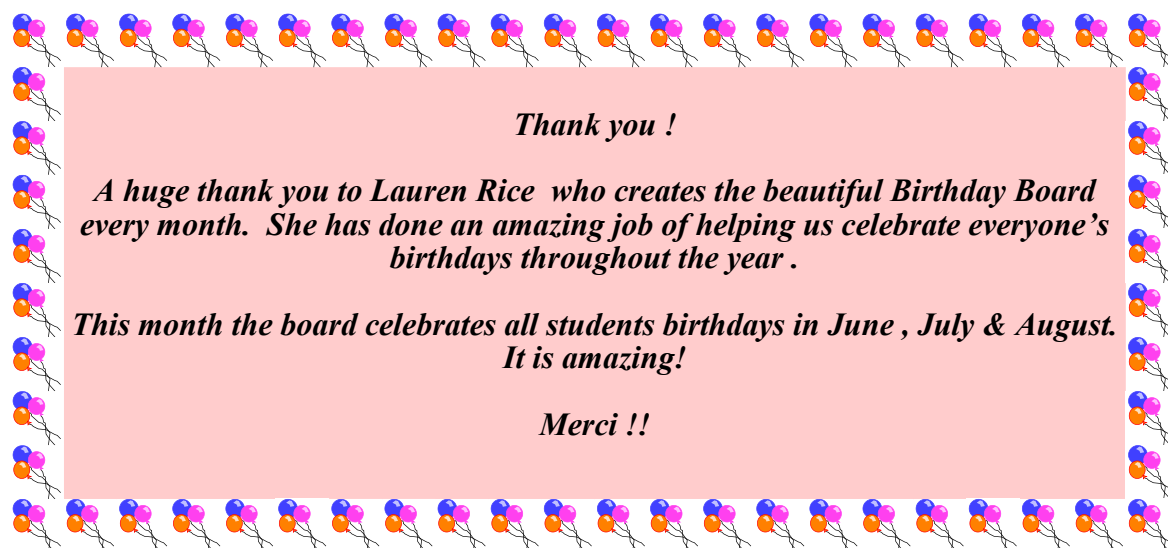 Thank you !
A huge thank you to Lauren Rice  who creates the beautiful Birthday Board
every month.  She has done an amazing job of helping us celebrate everyone’s
birthdays throughout the year .
This month the board celebrates all students birthdays in June , July & August.
It is amazing!
Merci !!